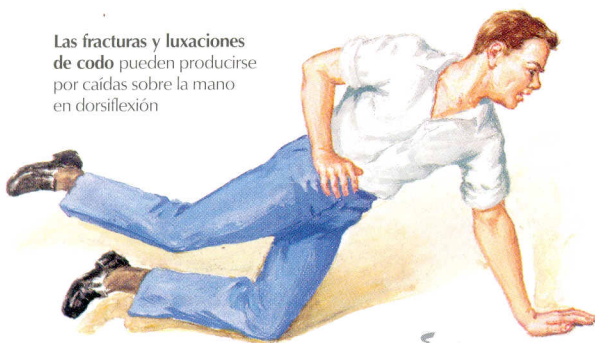 Las fracturas y luxaciones
de codo pueden producirse
por caídas sobre la mano
en dorsiflexión